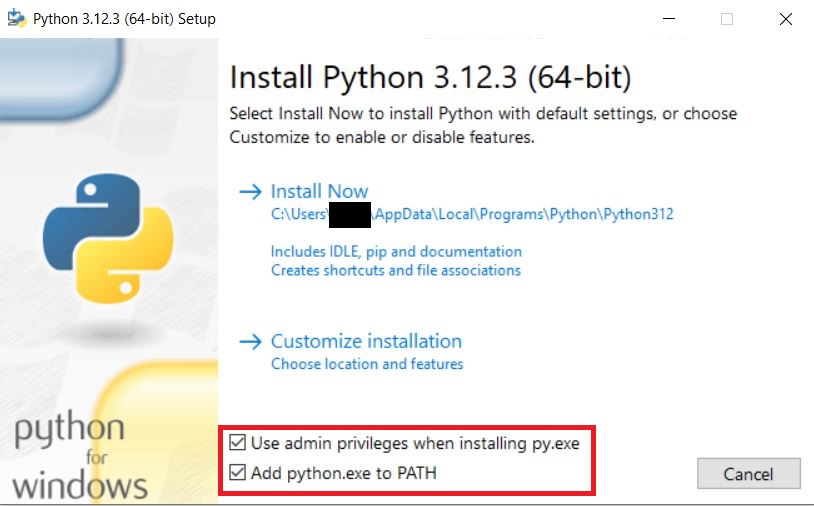 Python 3.12.3 (64-bit) Setup
Install Python 3.12.3 (64-bit)
Select Install Now to install Python with default settings, or choose
Customize to enable or disable features.
Install Now
C:\Users\ \AppData\Local\Programs\Python\Python312
Includes IDLE, pip and documentation
Creates shortcuts and file associations
Customize installation
Choose location and features
python
for
windows
Use admin privileges when installing py.exe
Add python.exe to PATH
Cancel